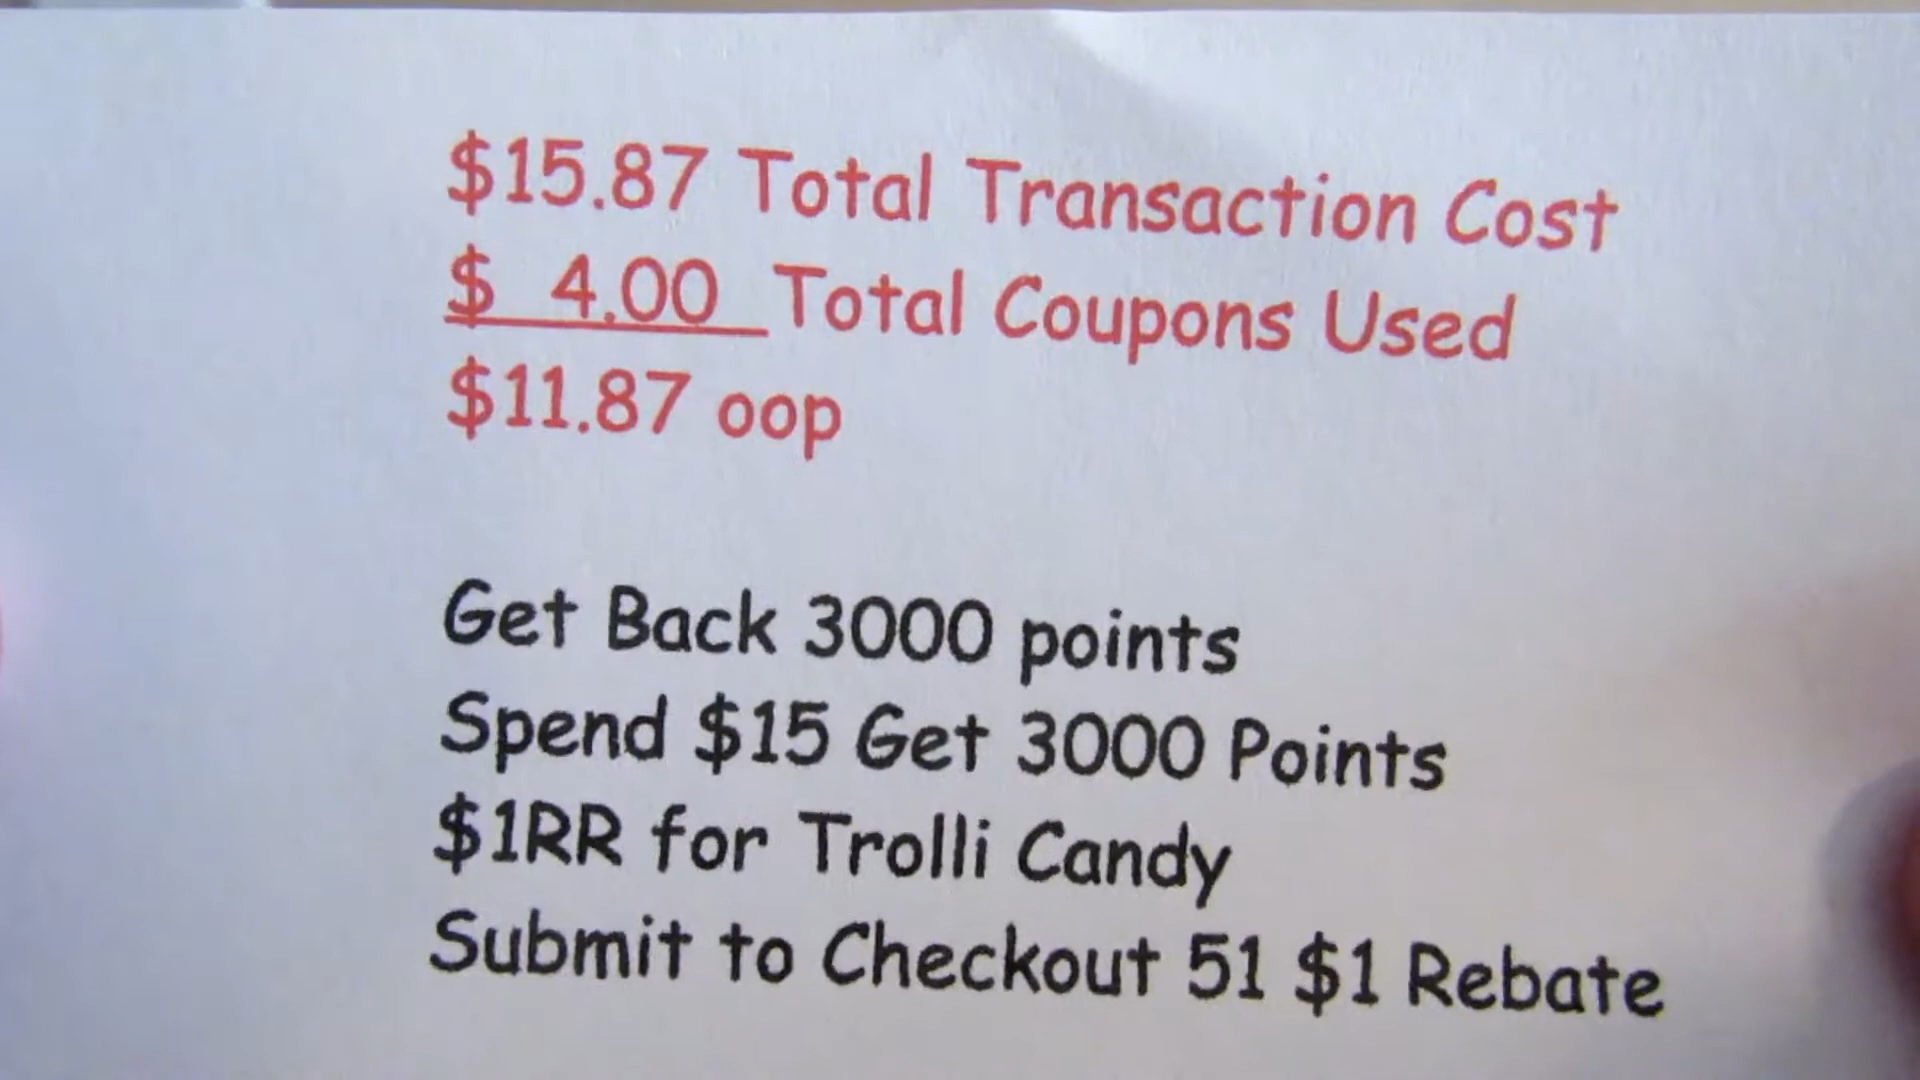 $15.87 Total Transaction Cost
$ 4.00 Total Coupons Used
$11.87 oop
Get Back 3000 points
Spend $15 Get 3000 Points
$1RR for Trolli Candy
Submit to Checkout 51 $1 Rebate